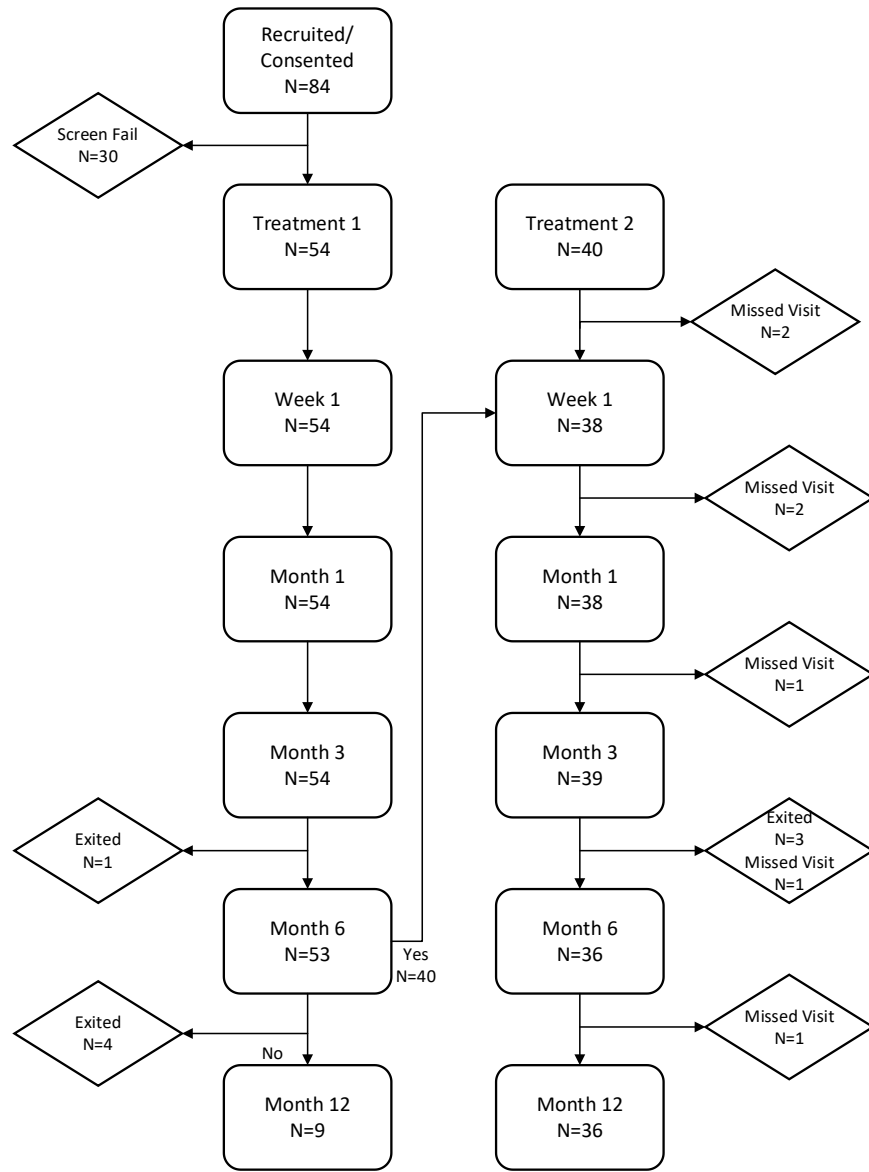 Recruited/
Consented
N=84
Screen Fail
N=30
Treatment 1
N=54
Week 1
N=54
Month 1
N=54
Month 3
N=54
Exited
N=1
Month 6
N=53
Yes
N=40
Exited
N=4
No
Month 12
N=9
Treatment 2
N=40
Missed Visit
N=2
Week 1
N=38
Missed Visit
N=2
Month 1
N=38
Missed Visit
N=1
Month 3
N=39
Exited
N=3
Missed Visit
N=1
Month 6
N=36
Missed Visit
N=1
Month 12
N=36